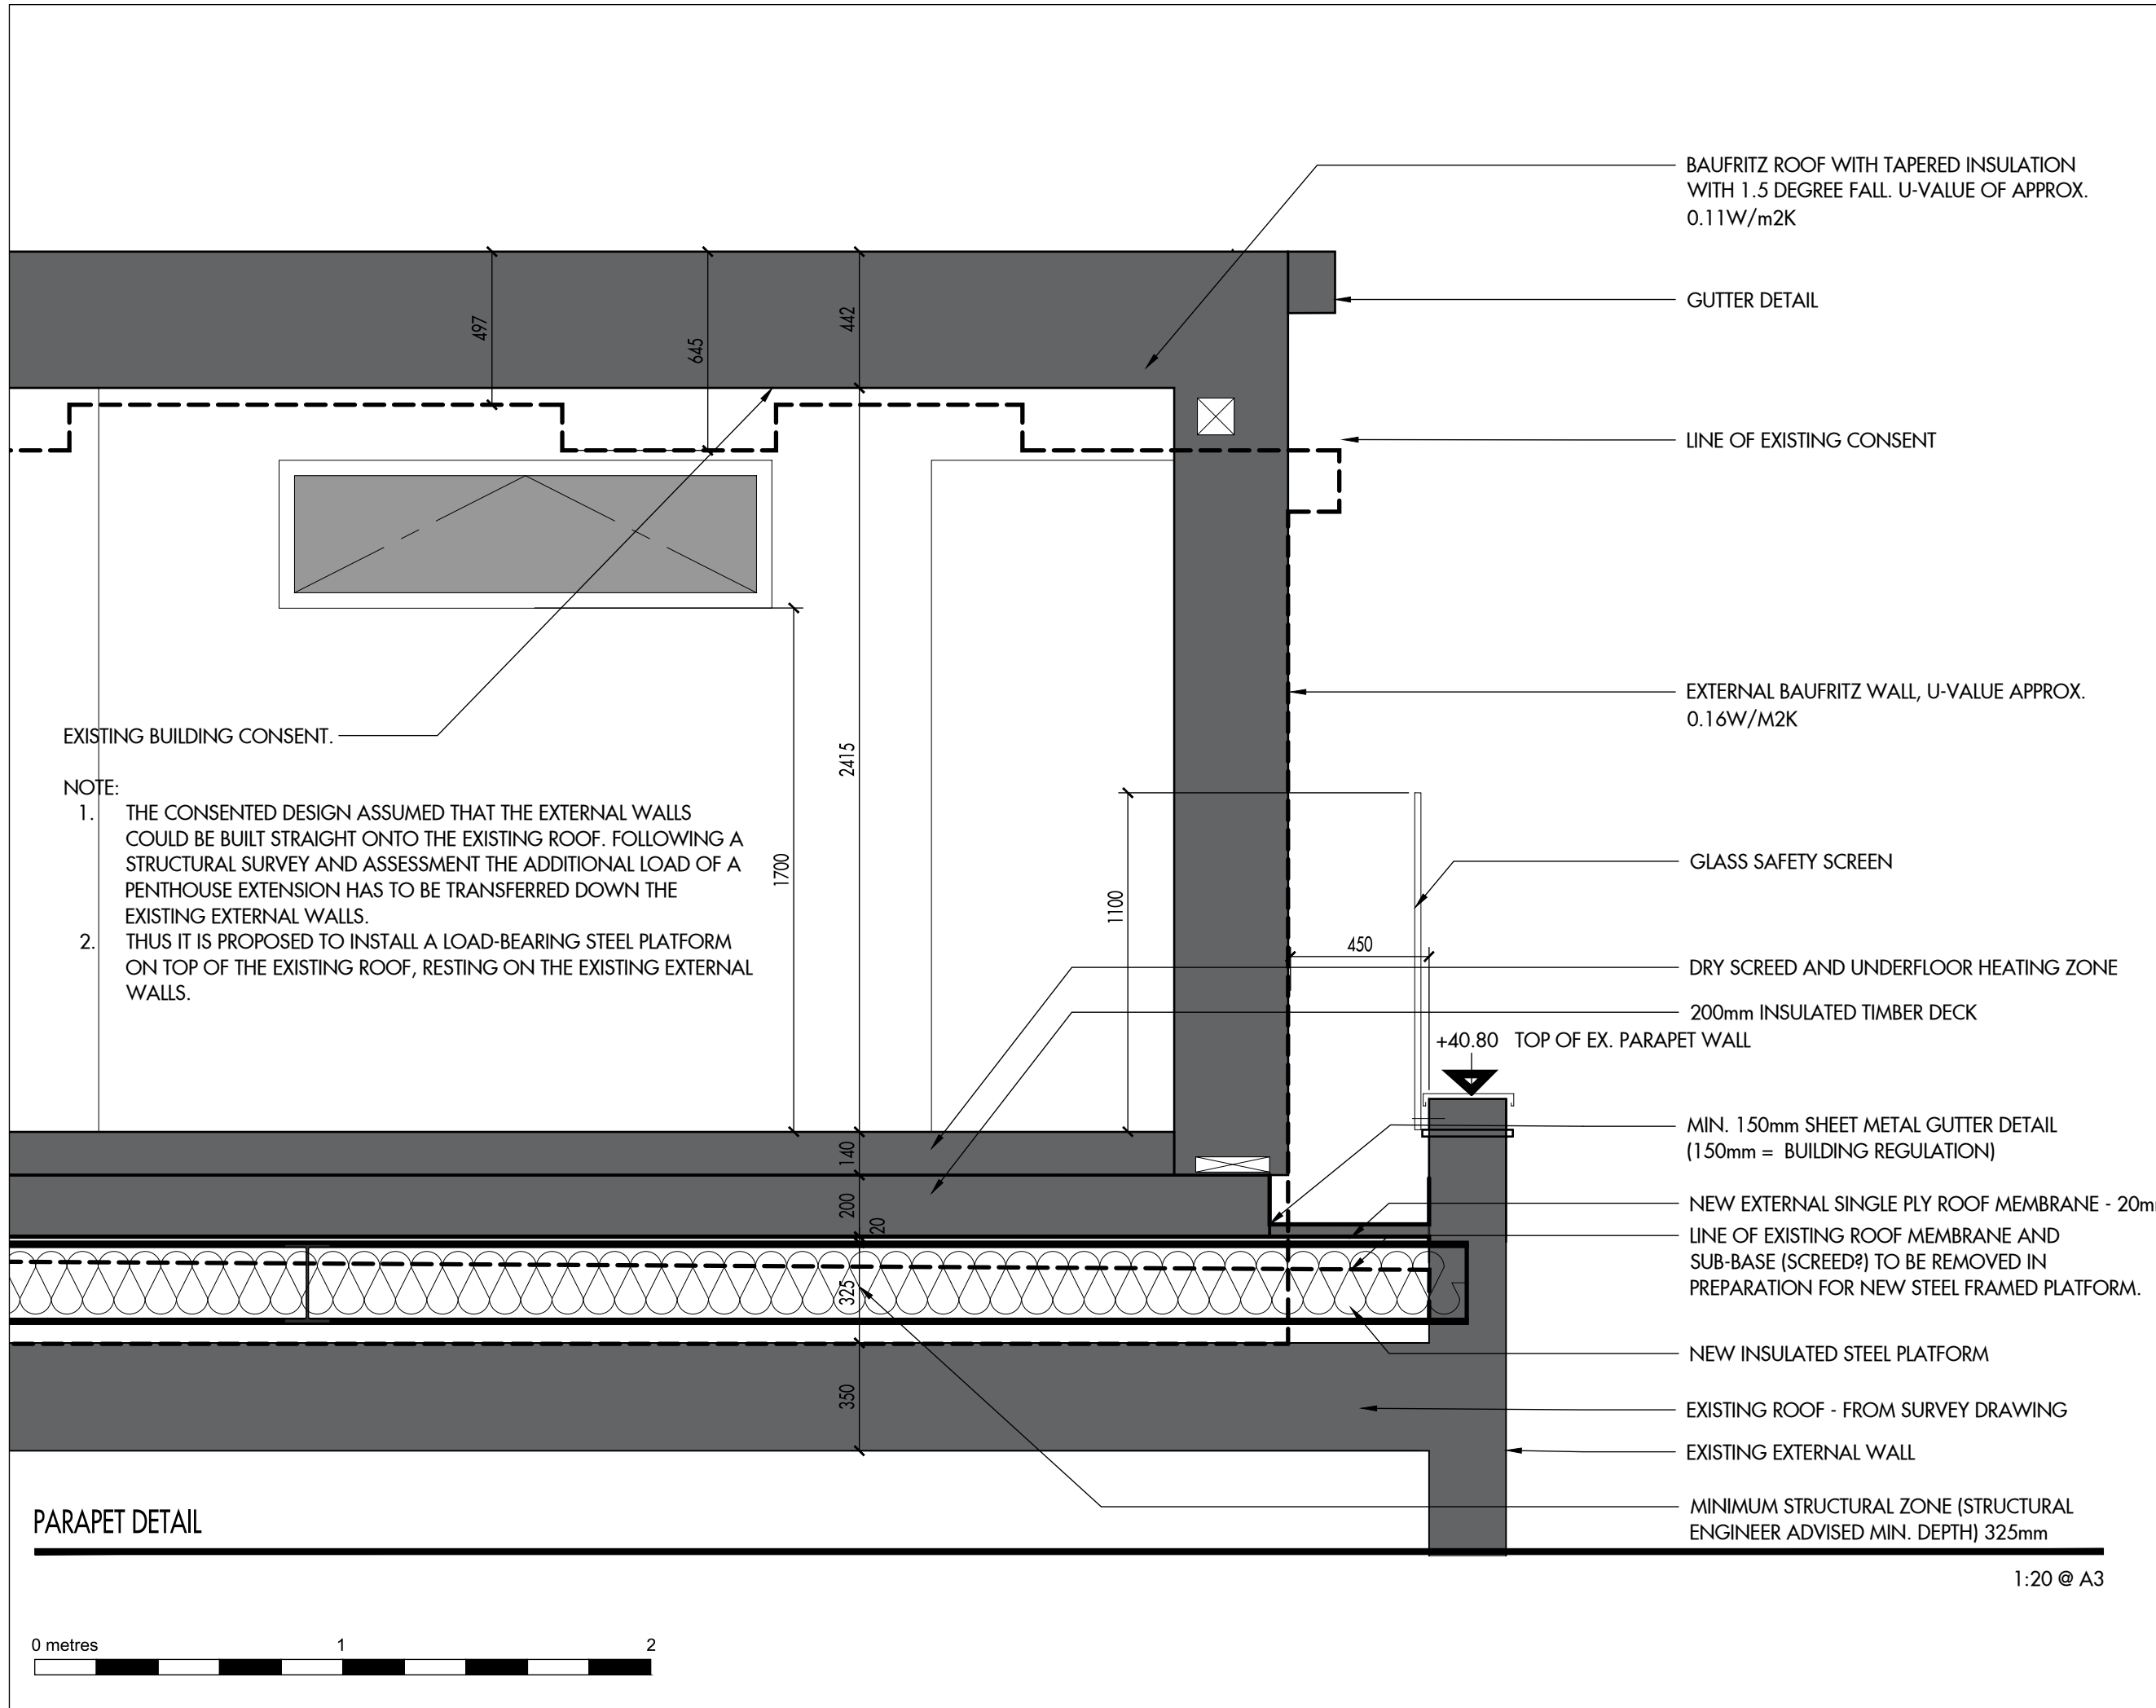 BAUFRITZ ROOF WITH TAPERED INSULATION
WITH 1.5 DEGREE FALL. U-VALUE OF APPROX.
0.11W/m2K
GUTTER DETAIL
497
645
442
LINE OF EXISTING CONSENT
EXTERNAL BAUFRITZ WALL, U-VALUE APPROX.
0.16W/M2K
EXISTING BUILDING CONSENT.
2415
NOTE:
1. THE CONSENTED DESIGN ASSUMED THAT THE EXTERNAL WALLS
COULD BE BUILT STRAIGHT ONTO THE EXISTING ROOF. FOLLOWING A
STRUCTURAL SURVEY AND ASSESSMENT THE ADDITIONAL LOAD OF A
PENTHOUSE EXTENSION HAS TO BE TRANSFERRED DOWN THE
EXISTING EXTERNAL WALLS.
2. THUS IT IS PROPOSED TO INSTALL A LOAD-BEARING STEEL PLATFORM
ON TOP OF THE EXISTING ROOF, RESTING ON THE EXISTING EXTERNAL
WALLS.
1700
1100
GLASS SAFETY SCREEN
450
DRY SCREED AND UNDERFLOOR HEATING ZONE
200mm INSULATED TIMBER DECK
+40.80 TOP OF EX. PARAPET WALL
MIN. 150mm SHEET METAL GUTTER DETAIL
(150mm = BUILDING REGULATION)
140
200
20
NEW EXTERNAL SINGLE PLY ROOF MEMBRANE - 20m
LINE OF EXISTING ROOF MEMBRANE AND
SUB-BASE (SCREED?) TO BE REMOVED IN
PREPARATION FOR NEW STEEL FRAMED PLATFORM.
325
NEW INSULATED STEEL PLATFORM
350
EXISTING ROOF - FROM SURVEY DRAWING
EXISTING EXTERNAL WALL
MINIMUM STRUCTURAL ZONE (STRUCTURAL
ENGINEER ADVISED MIN. DEPTH) 325mm
PARAPET DETAIL
1:20 @ A3
0 metres 1 2